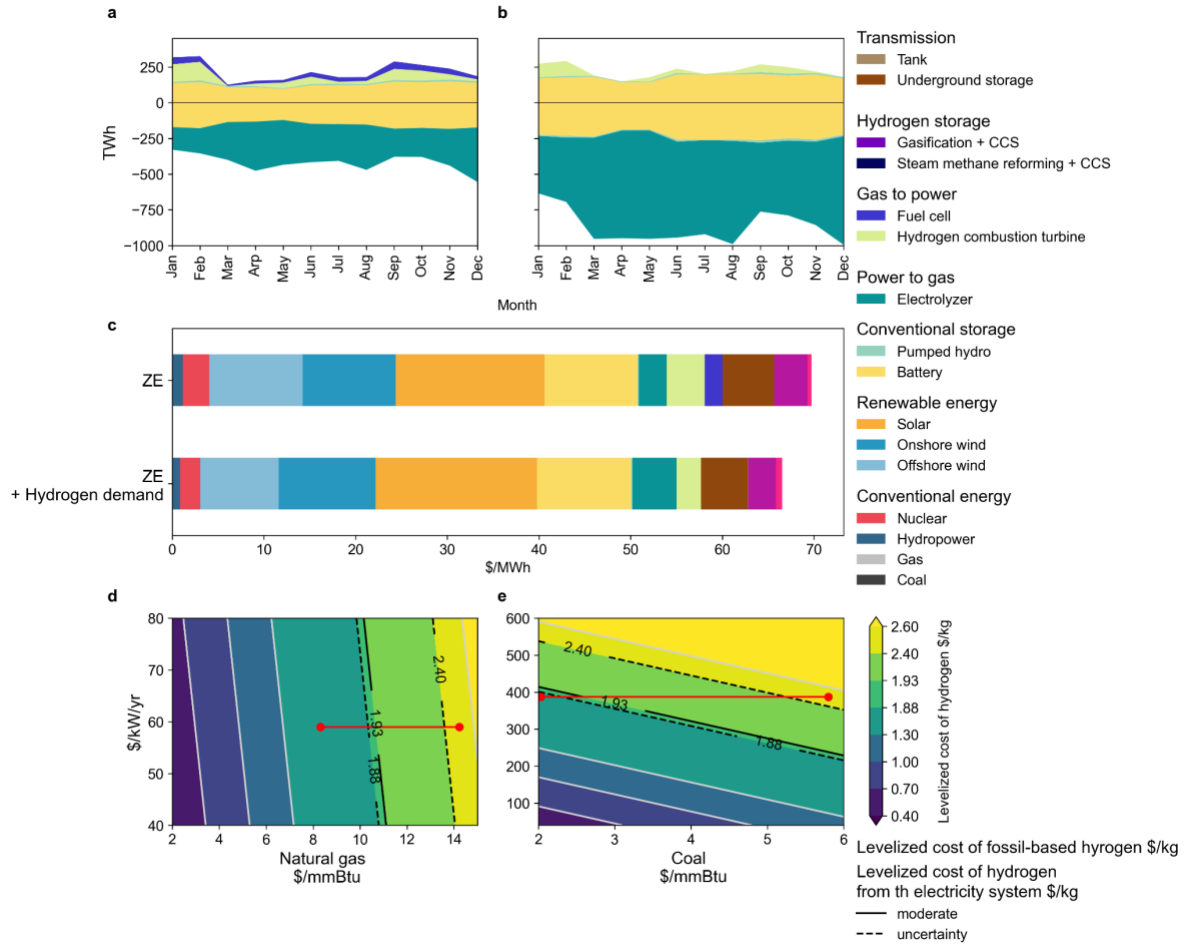 a
b
250
0
−250
−500
−750
−1000
TWh
Jan
Feb
Mar
Arp
May
Jun
Jul
Aug
Sep
Oct
Nov
Dec
Jan
Feb
Mar
Arp
May
Jun
Jul
Aug
Sep
Oct
Nov
Dec
Month
Transmission
Tank
Underground storage
Hydrogen storage
Gasification + CCS
Steam methane reforming + CCS
Gas to power
Fuel cell
Hydrogen combustion turbine
Power to gas
Electrolyzer
Conventional storage
Pumped hydro
Battery
Renewable energy
Solar
Onshore wind
Offshore wind
Conventional energy
Nuclear
Hydropower
Gas
Coal
c
ZE
ZE
+ Hydrogen demand
0
10
20
30
40
50
60
70
$/MWh
d
80
70
60
50
40
$/kW/yr
2.40
1.93
1.88
2
4
6
8
10
12
14
Natural gas
$/mmBtu
e
600
500
400
300
200
100
2.40
1.93
1.88
2
3
4
5
6
Coal
$/mmBtu
2.60
2.40
1.93
1.88
1.30
1.00
0.70
0.40
Levelized cost of hydrogen $/kg
Levelized cost of fossil-based hyrogen $/kg
Levelized cost of hydrogen
from th electricity system $/kg
moderate
uncertainty